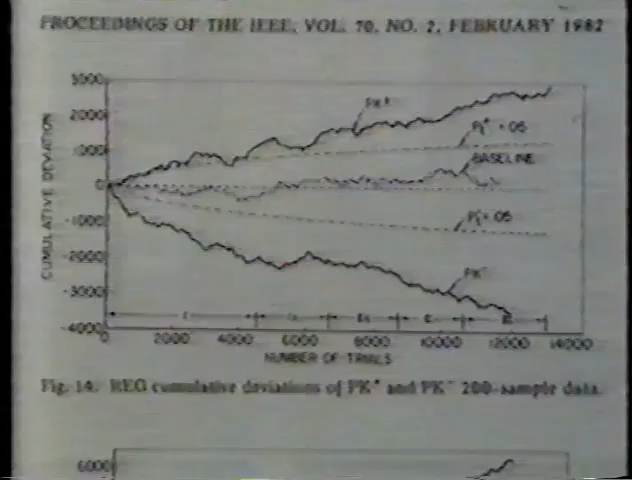 PROCEEDINGS OF THE IEEE, VOL. 70, NO. 2, FEBRUARY 1982
3000
2000
1000
0
-1000
-2000
-3000
-4000
CUMULATIVE DEVIATION
PK+
BASELINE
PK-
0 2000 4000 6000 8000 10000 12000 14000
NUMBER OF TRIALS
Fig. 14. REG cumulative deviations of PK+ and PK- 200-sample data.
6000